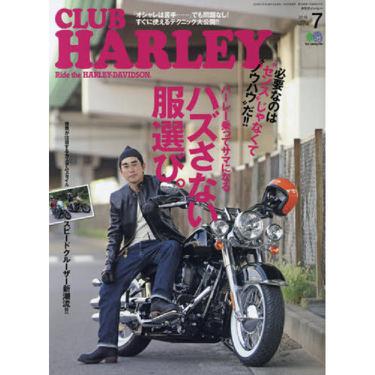 「オシャレは苦手……」でも問題なし!
すぐに使えるテクニック大公開!!
CLUB
HARLEY
Ride the HARLEY-DAVIDSON.
7
必要なのは
"センス"じゃなくて
"ノウハウ"だ!!
ハーレー乗ってサマになる
ハズさない
服選び。
スピードクルーザー新潮流!!